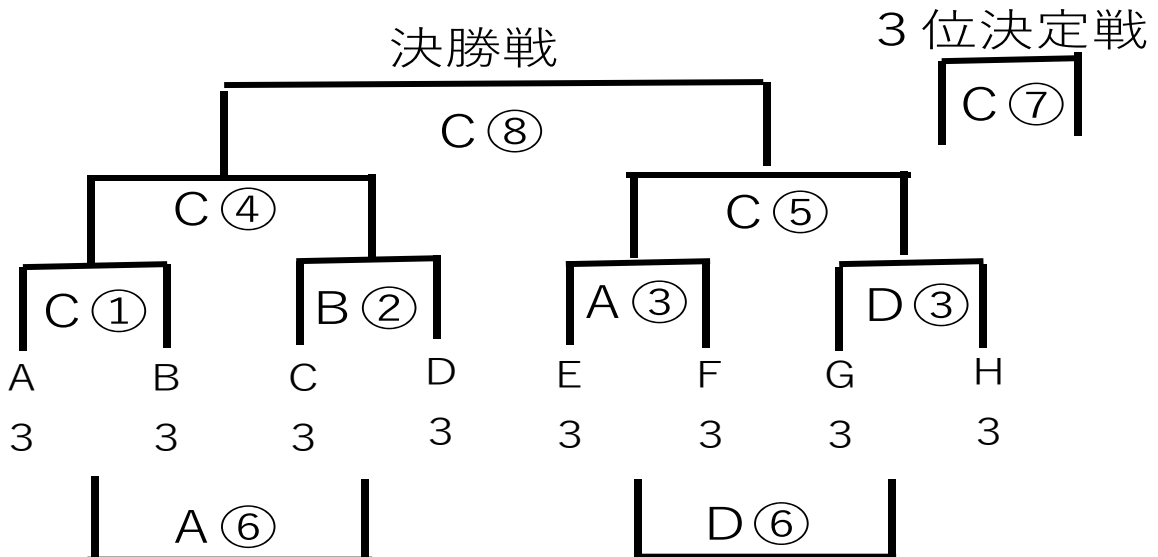 決勝戦
３位決定戦
C⑦
C⑧
C④
C⑤
C①
B②
A③
D③
A B C D E F G H
３ ３ ３ ３ ３ ３ ３ ３
A⑥
D⑥